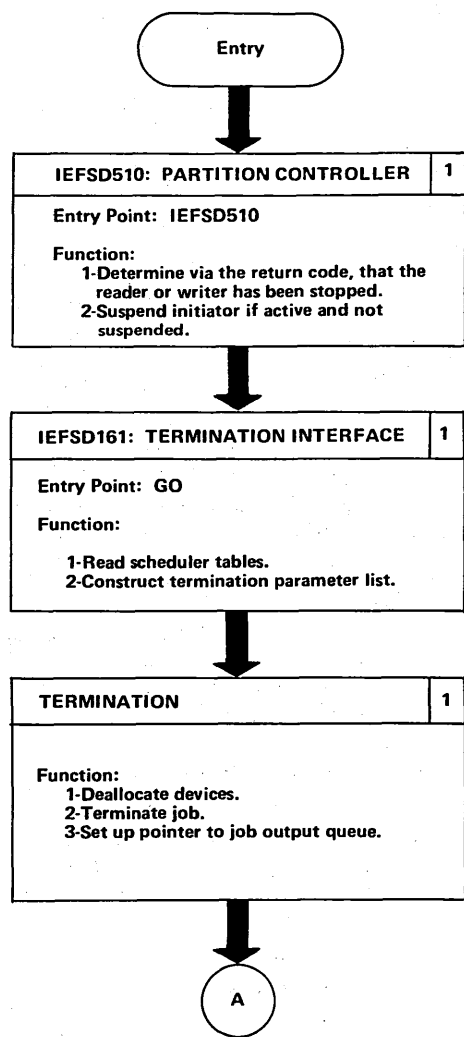 Entry
IEFSD510: PARTITION CONTROLLER 1
Entry Point: IEFSD510
Function:
1-Determine via the return code, that the
reader or writer has been stopped.
2-Suspend initiator if active and not
suspended.
IEFSD161: TERMINATION INTERFACE 1
Entry Point: GO
Function:
1-Read scheduler tables.
2-Construct termination parameter list.
TERMINATION 1
Function:
1-Deallocate devices.
2-Terminate job.
3-Set up pointer to job output queue.
A